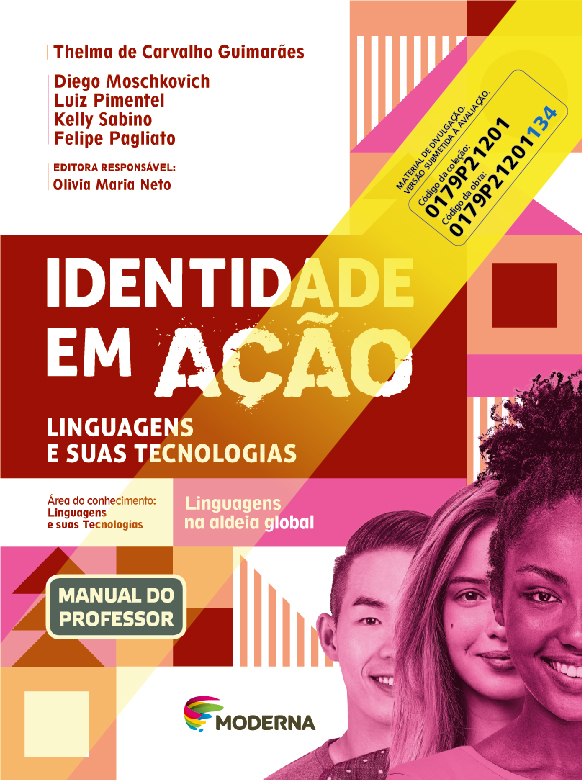 Thelma de Carvalho Guimarães
Diego Moschkovich
Luiz Pimentel
Kelly Sabino
Felipe Pagliato
EDITORA RESPONSÁVEL:
Olivia Maria Neto
MATERIAL DE DIVULGAÇÃO.
VERSÃO SUBMETIDA À AVALIAÇÃO.
Código da coleção:
0179P21201
Código da obra:
0179P21201134
IDENTIDADE
EM AÇÃO
LINGUAGENS
E SUAS TECNOLOGIAS
Área do conhecimento:
Linguagens
e suas Tecnologias
Linguagens
na aldeia global
MANUAL DO
PROFESSOR
MODERNA